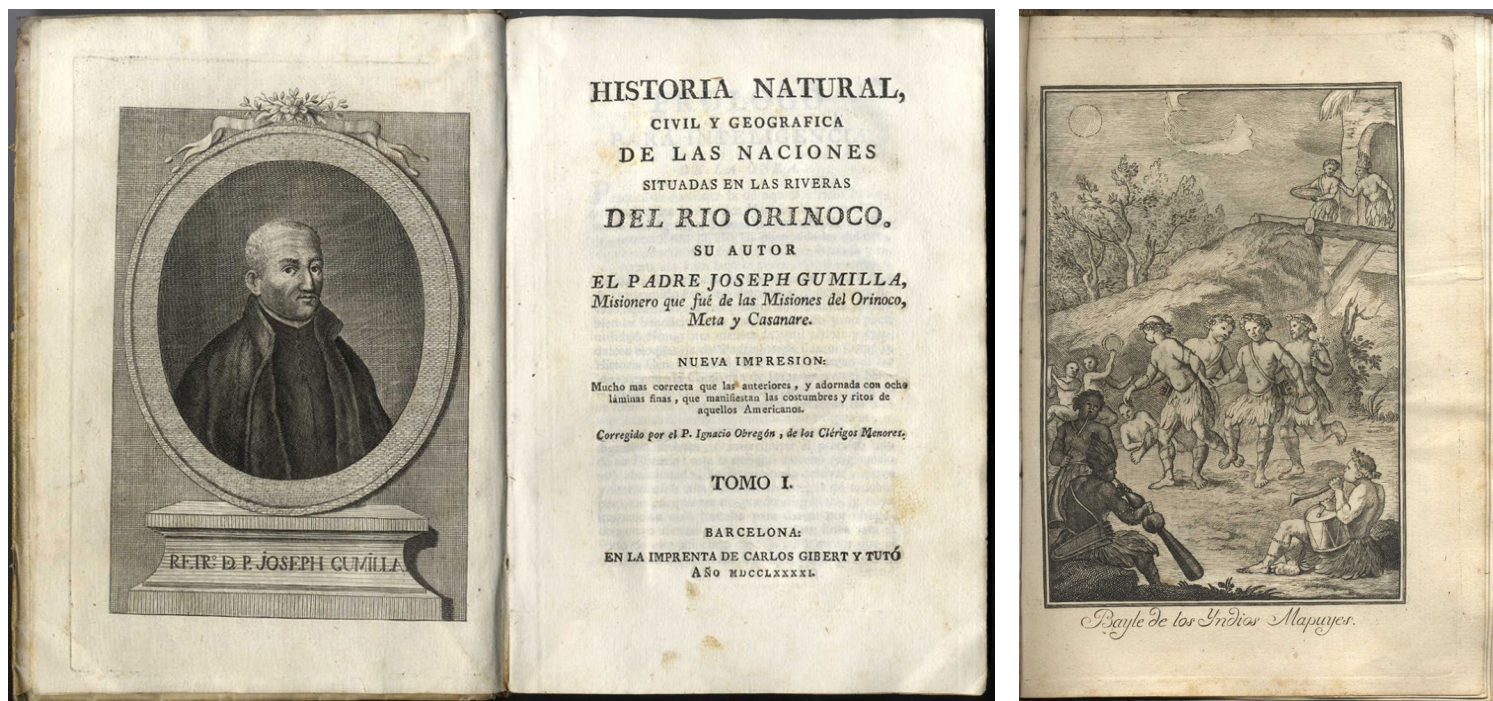 RETR.º D. P. JOSEPH GUMILLA
HISTORIA NATURAL,
CIVIL Y GEOGRAFICA
DE LAS NACIONES
SITUADAS EN LAS RIVERAS
DEL RIO ORINOCO.
SU AUTOR
EL PADRE JOSEPH GUMILLA,
Misionero que fué de las Misiones del Orinoco,
Meta y Casanare.
NUEVA IMPRESION:
Mucho mas correcta que las anteriores, y adornada con ocho
láminas finas, que manifiestan las costumbres y ritos de
aquellos Americanos.
Corregido por el P. Ignacio Obregón, de los Clérigos Menores.
TOMO I.
BARCELONA:
EN LA IMPRENTA DE CARLOS GIBERT Y TUTÓ
AÑO MDCCLXXXXI.
Bayle de los Yndios Mapuyes.